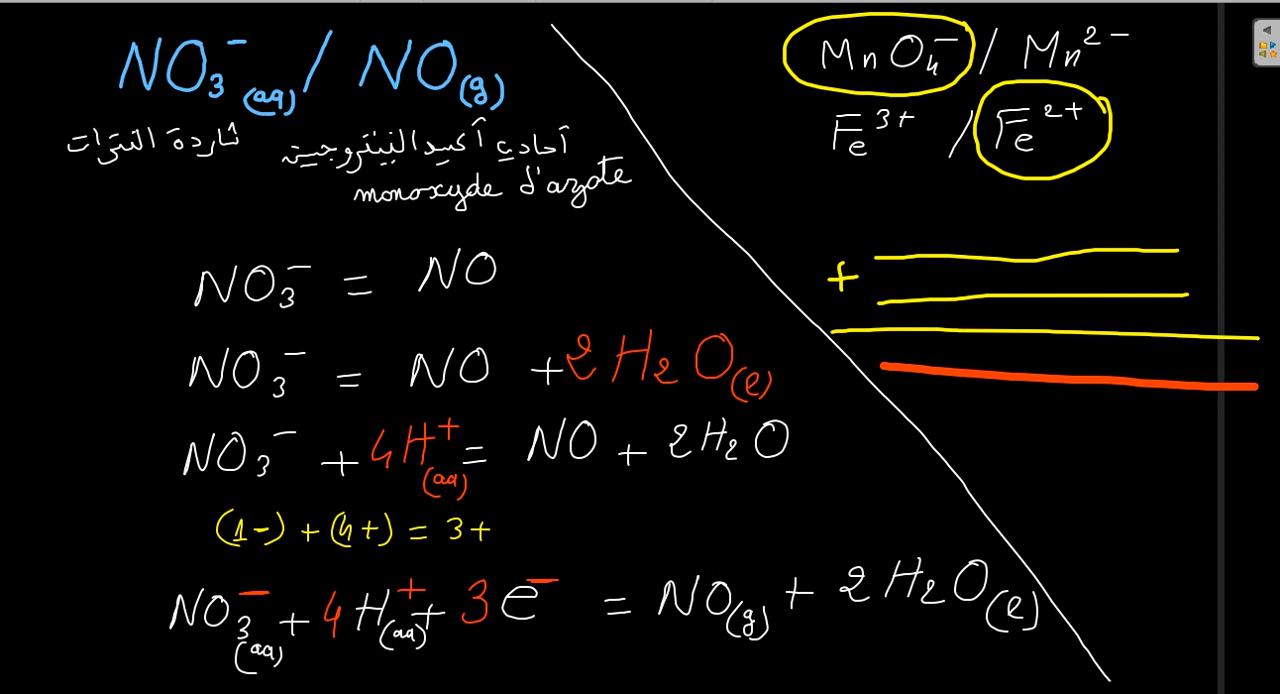 NO₃⁻(aq) / NO(g)
شاردة النترات أحادي أكسيد النيتروجين
monoxyde d'azote
NO₃⁻ = NO
NO₃⁻ = NO + 2H₂O(l)
NO₃⁻ + 4H⁺(aq) = NO + 2H₂O
(1-) + (4+) = 3+
NO₃⁻(aq) + 4H⁺(aq) + 3e⁻ = NO(g) + 2H₂O(l)
MnO₄⁻ / Mn²⁻
Fe³⁺ / Fe²⁺
+